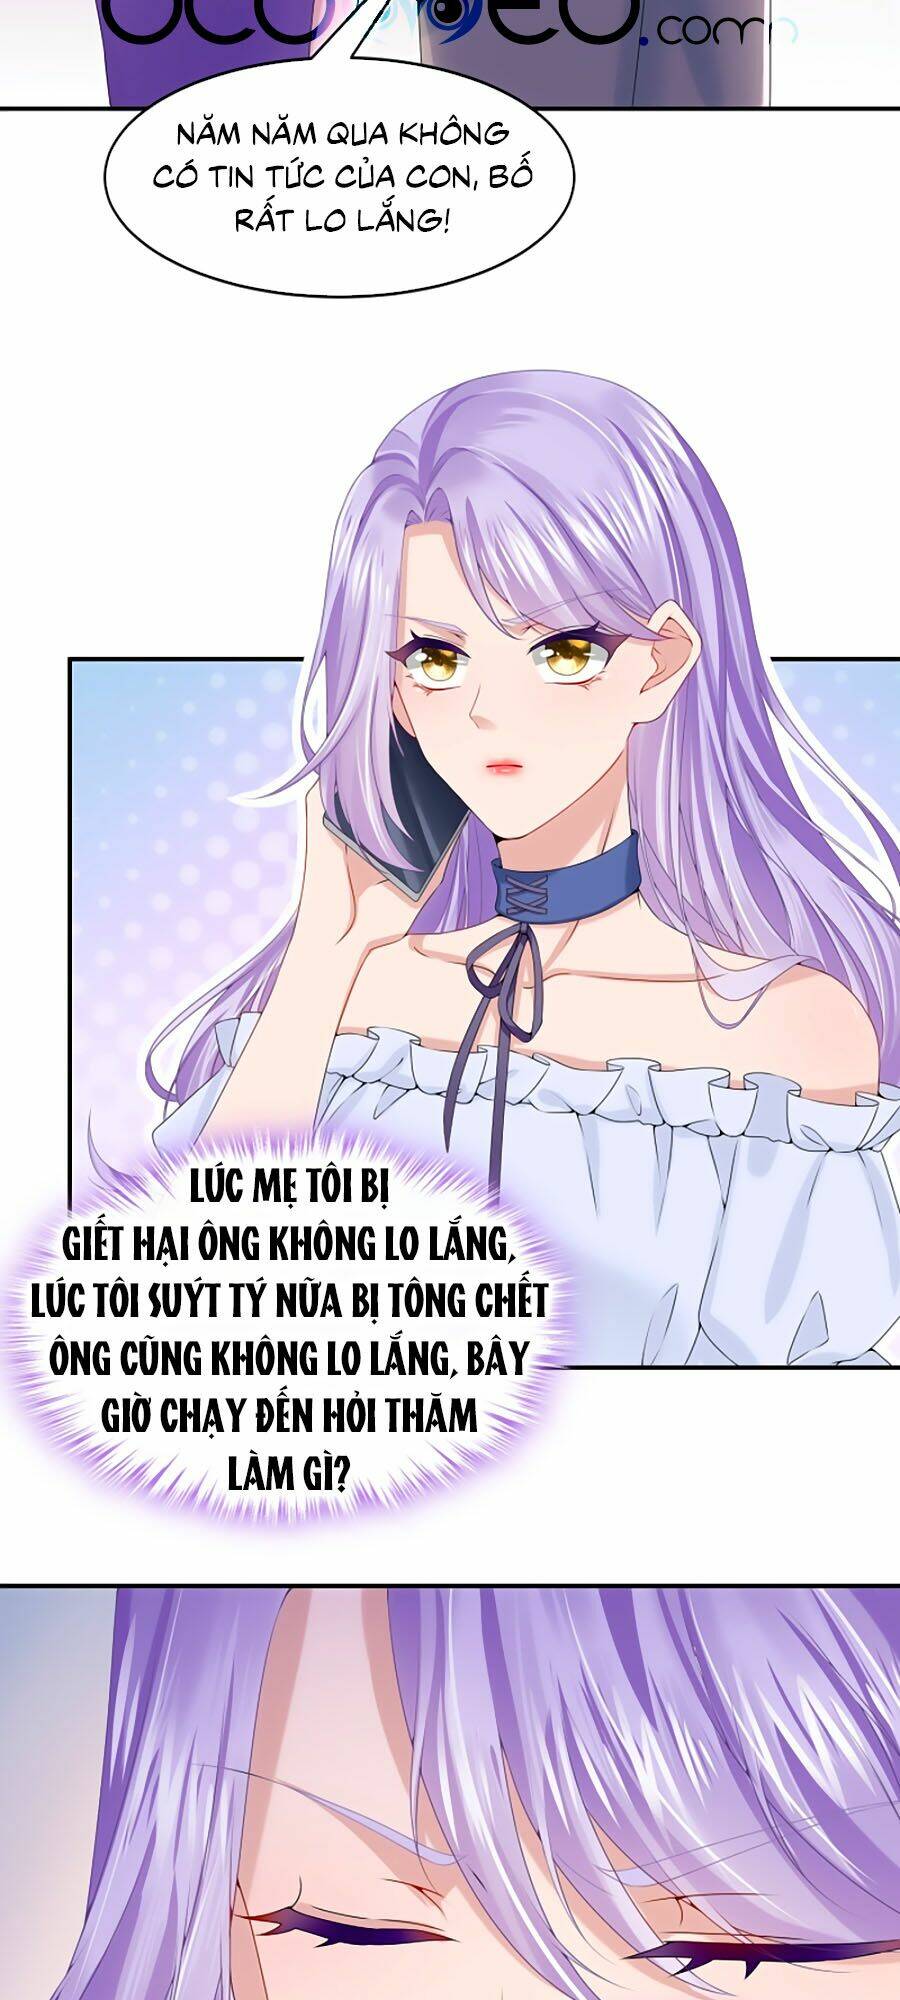 NĂM NĂM QUA KHÔNG
CÓ TIN TỨC CỦA CON, BỐ
RẤT LO LẮNG!
LÚC MẸ TÔI BỊ
GIẾT HẠI ÔNG KHÔNG LO LẮNG,
LÚC TÔI SUÝT TÝ NỮA BỊ TÔNG CHẾT
ÔNG CŨNG KHÔNG LO LẮNG, BÂY
GIỜ CHẠY ĐẾN HỎI THĂM
LÀM GÌ?